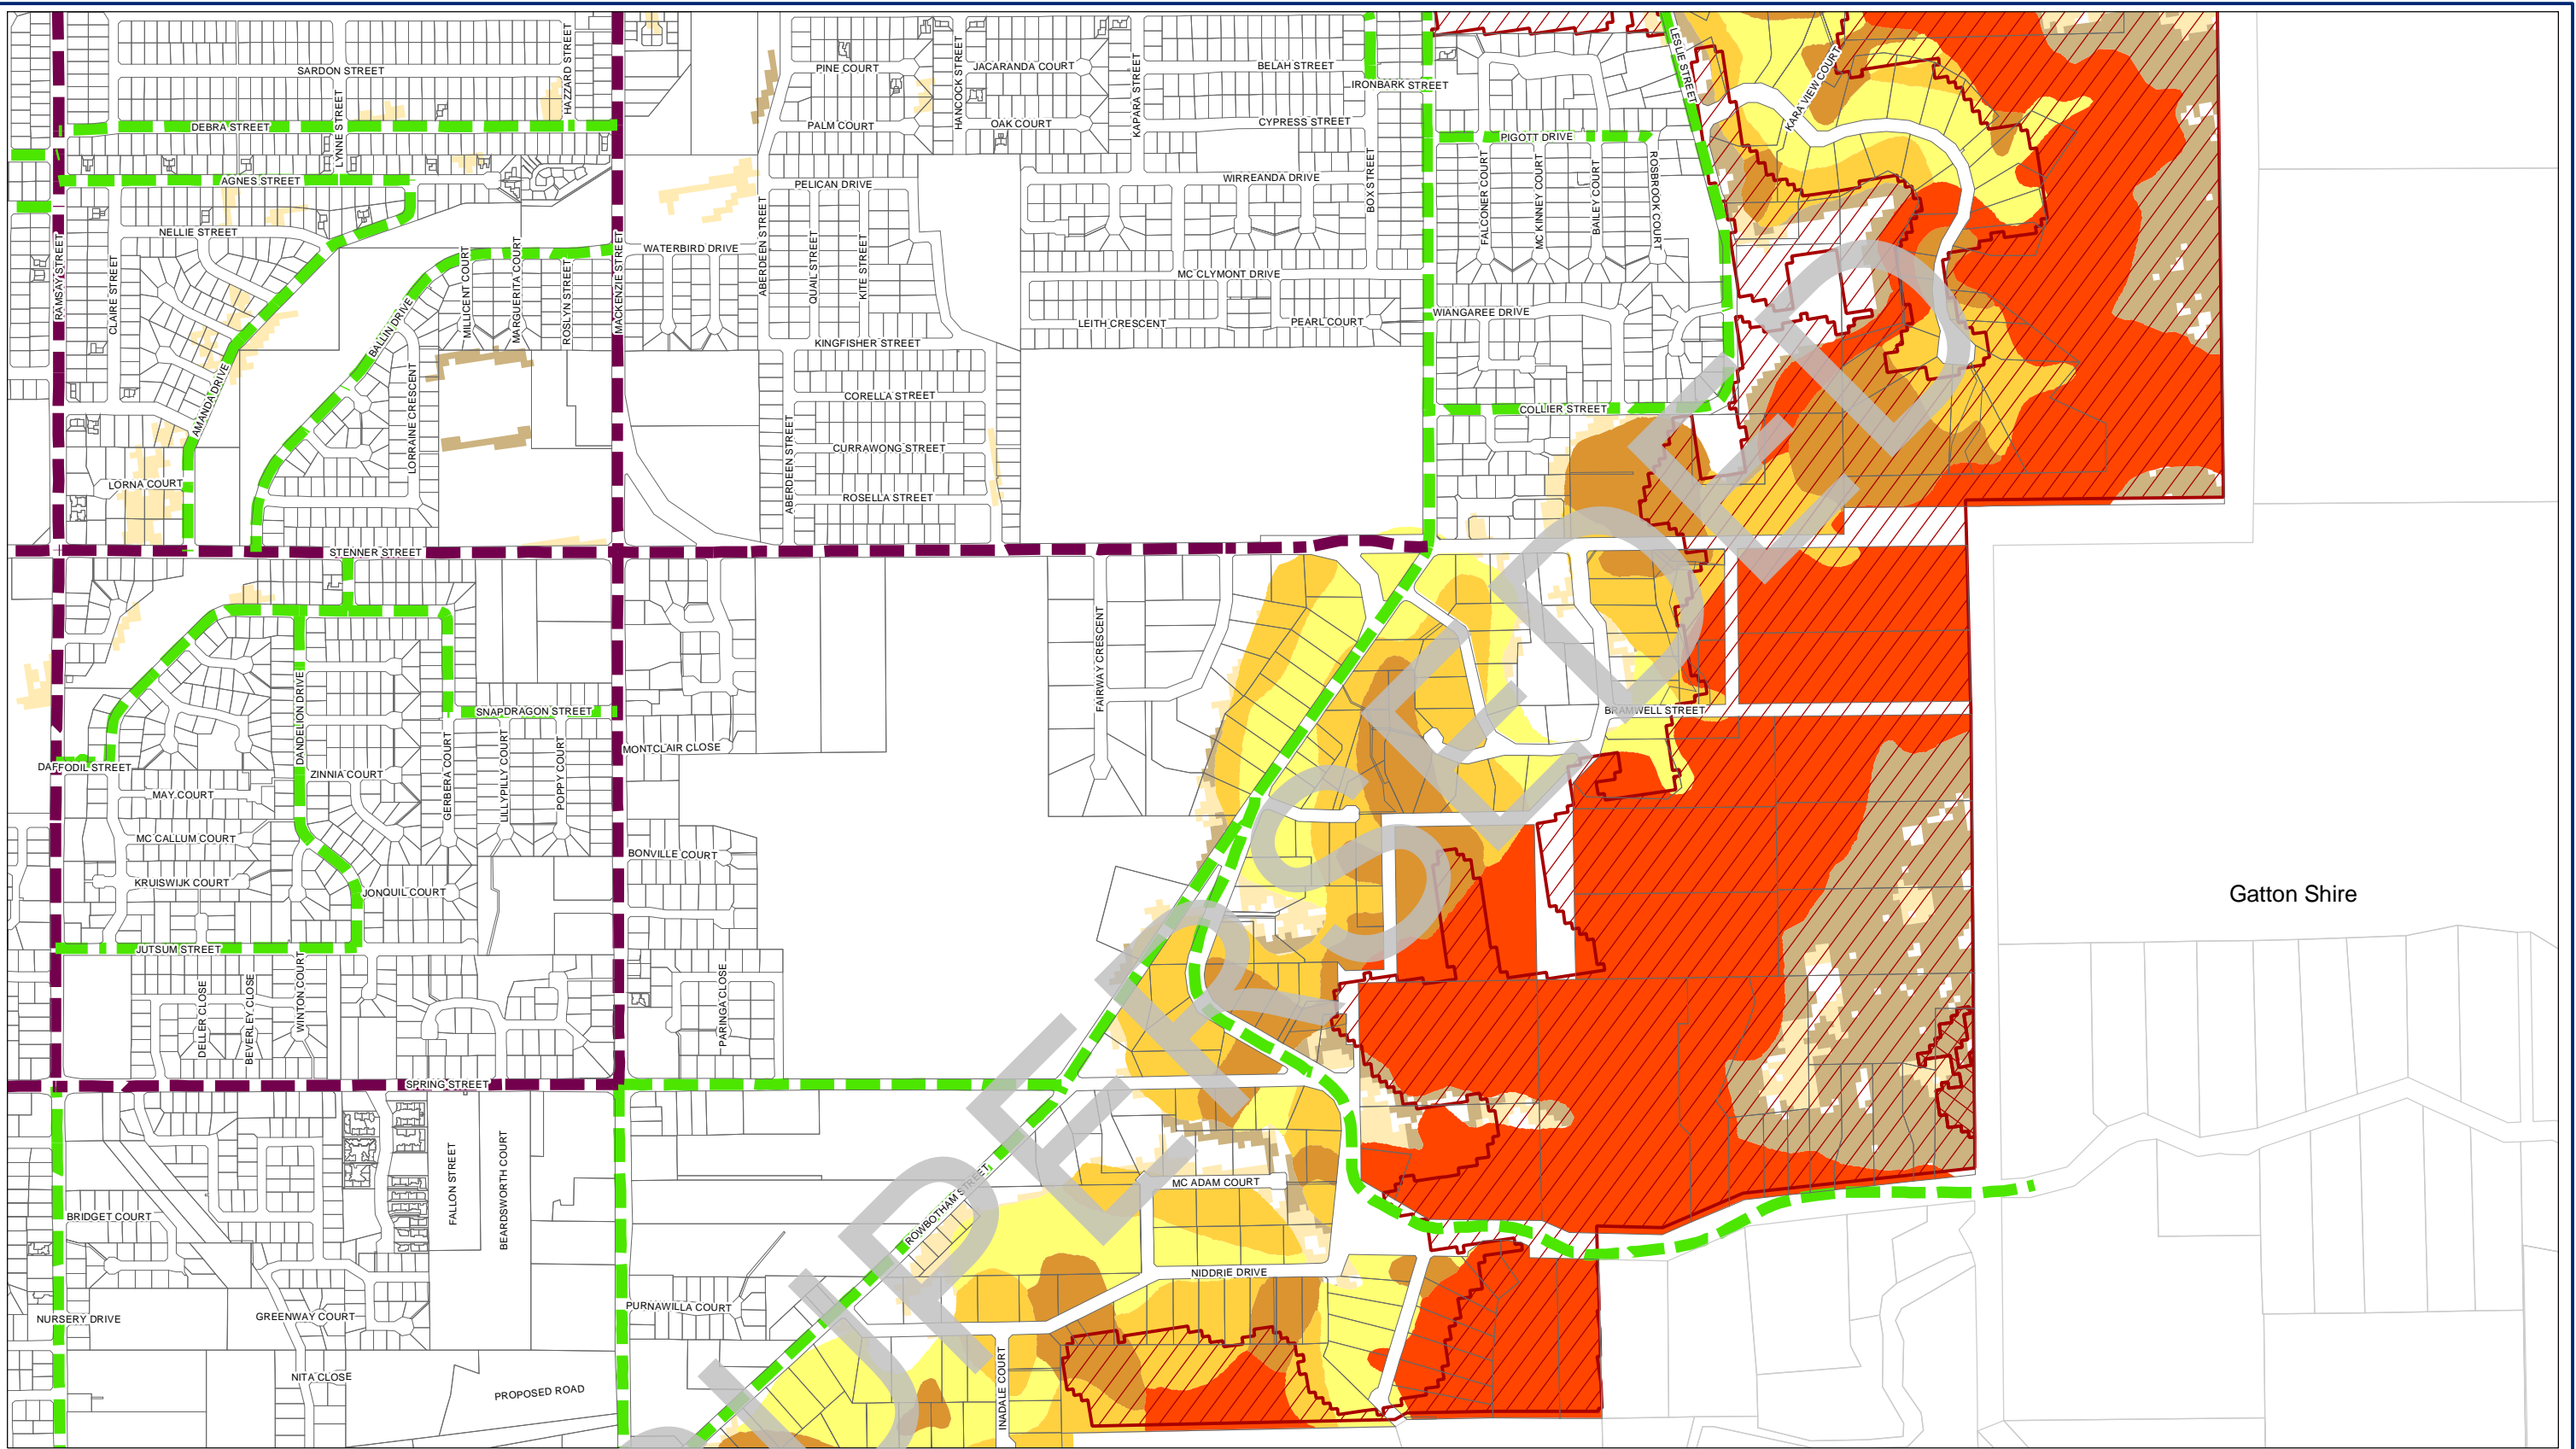 SARDON STREET
HAZZARD STREET
LYNNE STREET
DEBRA STREET
AGNES STREET
NELLIE STREET
RAMSAY STREET
CLAIRE STREET
AMANDA DRIVE
BALLIN DRIVE
MILLICENT COURT
MARGUERITA COURT
ROSLYN STREET
MACKENZIE STREET
LORRAINE CRESCENT
LORNA COURT
STENNER STREET
PINE COURT
HANCOCK STREET
JACARANDA COURT
KAPARA STREET
BELAH STREET
IRONBARK STREET
PALM COURT
OAK COURT
CYPRESS STREET
PELICAN DRIVE
WIRREANDA DRIVE
BOX STREET
ABERDEEN STREET
QUAIL STREET
KITE STREET
WATERBIRD DRIVE
MC CLYMONT DRIVE
LEITH CRESCENT
PEARL COURT
KINGFISHER STREET
CORELLA STREET
CURRAWONG STREET
ABERDEEN STREET
ROSELLA STREET
LESLIE STREET
KARA VIEW COURT
PIGOTT DRIVE
FALCONER COURT
MC KINNEY COURT
BAILEY COURT
ROSBROOK COURT
WIANGAREE DRIVE
COLLIER STREET
FAIRWAY CRESCENT
BRAMWELL STREET
DANDELION DRIVE
SNAPDRAGON STREET
MONTCLAIR CLOSE
DAFFODIL STREET
ZINNIA COURT
GERBERA COURT
LILLYPILLY COURT
POPPY COURT
MAY COURT
MC CALLUM COURT
BONVILLE COURT
KRUISWIJK COURT
JONQUIL COURT
JUTSUM STREET
DELLER CLOSE
BEVERLEY CLOSE
WINTON COURT
PARINGA CLOSE
SPRING STREET
Gatton Shire
FALLON STREET
BEARDSWORTH COURT
ROWBOTHAM STREET
MC ADAM COURT
BRIDGET COURT
NIDDRIE DRIVE
PURNAWILLA COURT
NURSERY DRIVE
GREENWAY COURT
INADALE COURT
NITA CLOSE
PROPOSED ROAD
SUPERSEDED